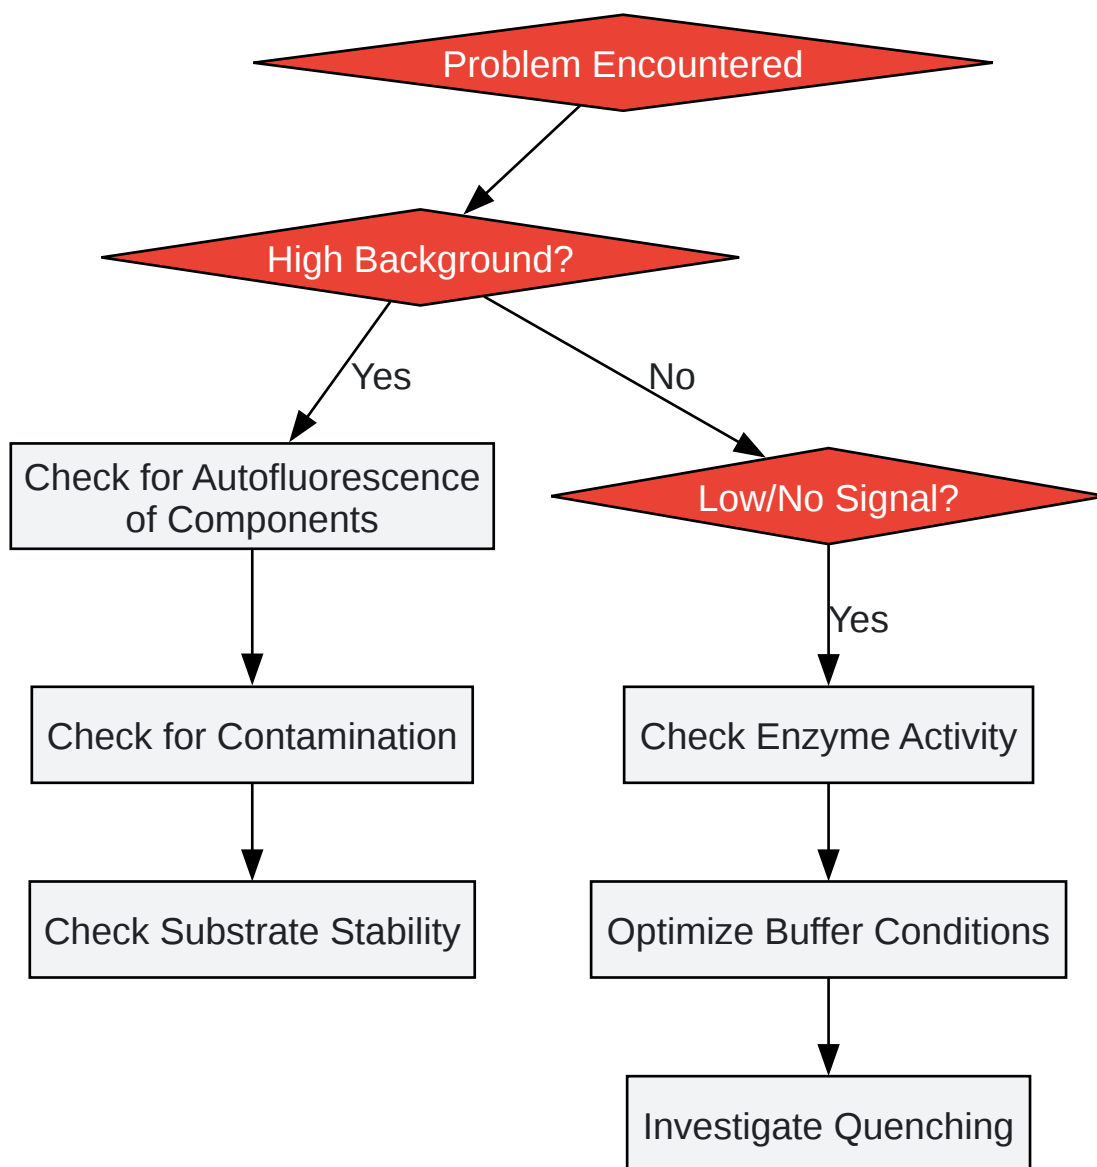 Problem Encountered
High Background?
Yes
No
Check for Autofluorescence
of Components
Low/No Signal?
Yes
Check for Contamination
Check Enzyme Activity
Check Substrate Stability
Optimize Buffer Conditions
Investigate Quenching